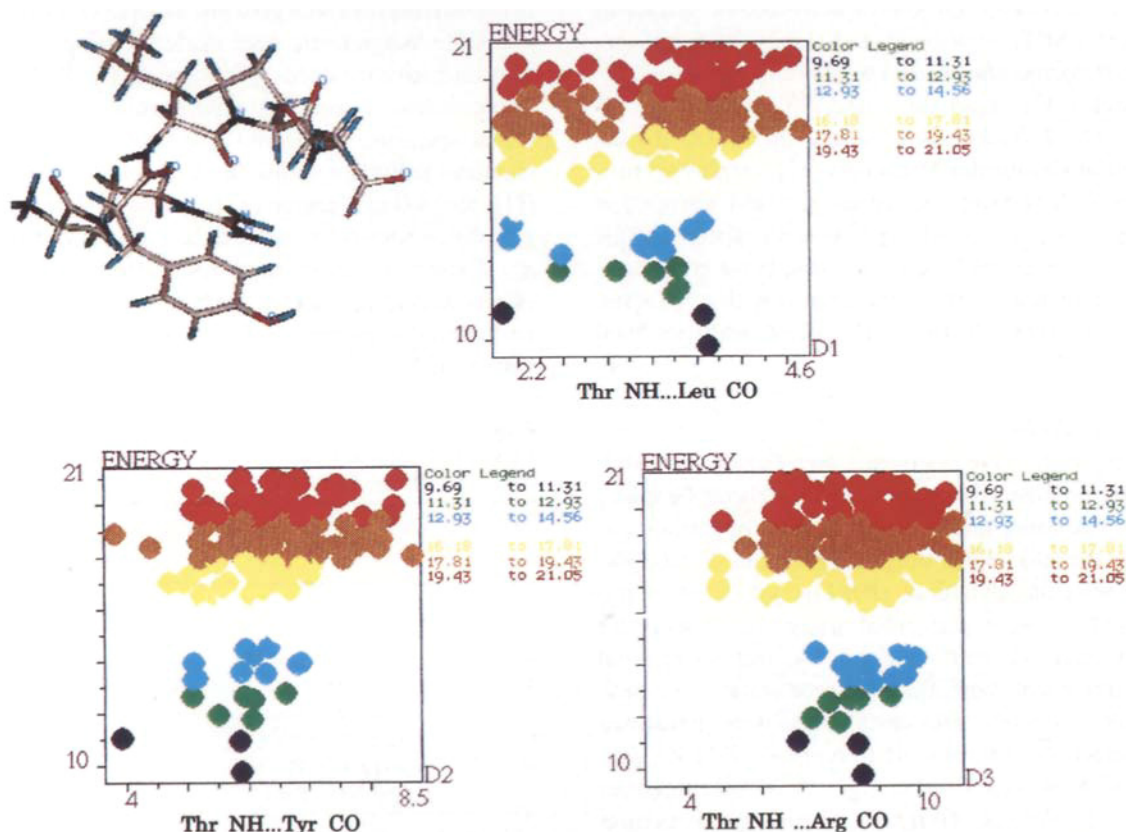 ENERGY
21
10
2.2
4.6
D1
Color Legend
9.69 to 11.31
11.31 to 12.93
12.93 to 14.56
16.18 to 17.81
17.81 to 19.43
19.43 to 21.05
Thr NH...Leu CO
ENERGY
21
10
4
8.5
D2
Color Legend
9.69 to 11.31
11.31 to 12.93
12.93 to 14.56
16.18 to 17.81
17.81 to 19.43
19.43 to 21.05
Thr NH...Tyr CO
ENERGY
21
10
4
10
D3
Color Legend
9.69 to 11.31
11.31 to 12.93
12.93 to 14.56
16.18 to 17.81
17.81 to 19.43
19.43 to 21.05
Thr NH ...Arg CO